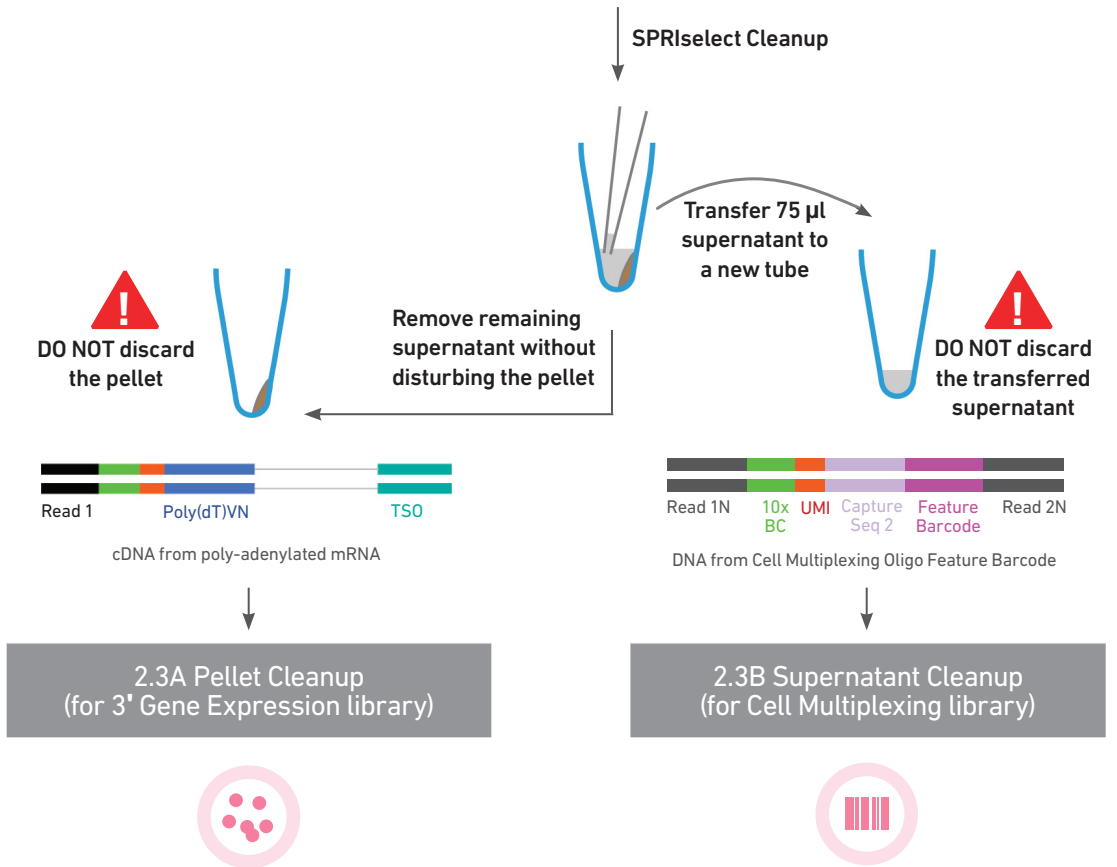 SPRIselect Cleanup
Transfer 75 µl
supernatant to
a new tube
!
DO NOT discard
the pellet
Remove remaining
supernatant without
disturbing the pellet
!
DO NOT discard
the transferred
supernatant
Read 1
Poly(dT)VN
TSO
cDNA from poly-adenylated mRNA
Read 1N
10x
BC
UMI
Capture
Seq 2
Feature
Barcode
Read 2N
DNA from Cell Multiplexing Oligo Feature Barcode
2.3A Pellet Cleanup
(for 3' Gene Expression library)
2.3B Supernatant Cleanup
(for Cell Multiplexing library)